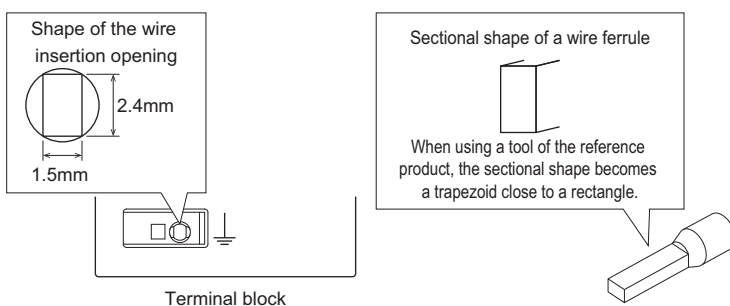 Shape of the wire
insertion opening
2.4mm
1.5mm
Terminal block
Sectional shape of a wire ferrule
When using a tool of the reference
product, the sectional shape becomes
a trapezoid close to a rectangle.